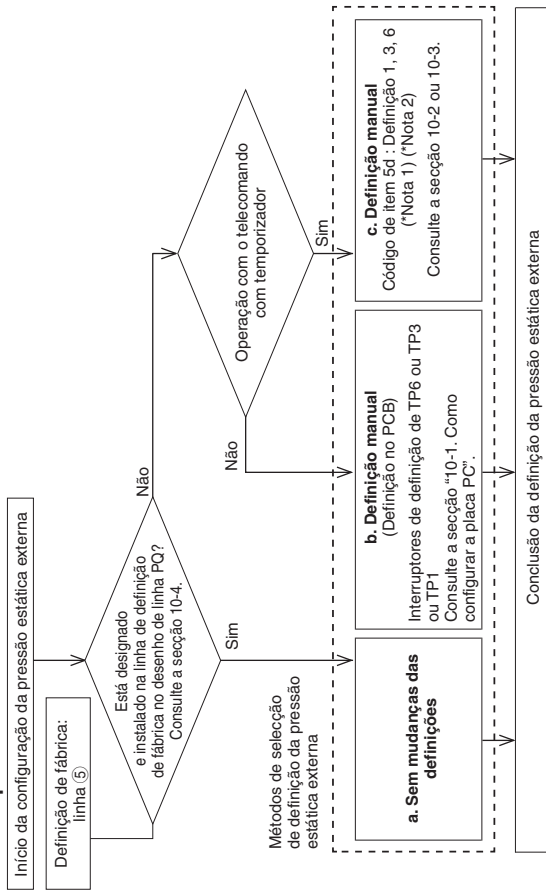 Início da configuração da pressão estática externa
Definição de fábrica:
linha ⑤
Está designado
e instalado na linha de definição
de fábrica no desenho de linha PQ?
Consulte a secção 10-4.
Não
Sim
Operação com o telecomando
com temporizador
Não
Sim
Métodos de selecção
de definição da pressão
estática externa
a. Sem mudanças das
definições
b. Definição manual
(Definição no PCB)
Interruptores de definição de TP6 ou TP3
ou TP1
Consulte a secção “10-1. Como
configurar a placa PC”.
c. Definição manual
Código de item 5d : Definição 1, 3, 6
(*Nota 1) (*Nota 2)
Consulte a secção 10-2 ou 10-3.
Conclusão da definição da pressão estática externa